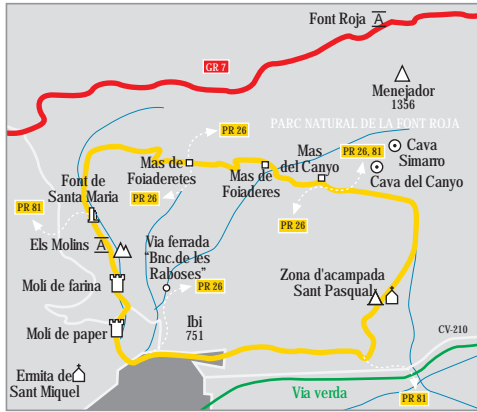 Font Roja A
GR 7
Menejador
1356
PARC NATURAL DE LA FONT ROJA
PR 26
Mas de
Foiaderetes
Mas de
Foiaderes
Mas
del Canyo
PR 26, 81
Cava
Simarro
Cava del Canyo
Font de
Santa Maria
PR 81
PR 26
PR 26
Els Molins A
Via ferrada
"Bnc.de les
Raboses"
PR 26
Molí de farina
Zona d'acampada
Sant Pasqual
Molí de paper
Ibi
751
CV-210
Ermita de
Sant Miquel
Via verda
PR 81